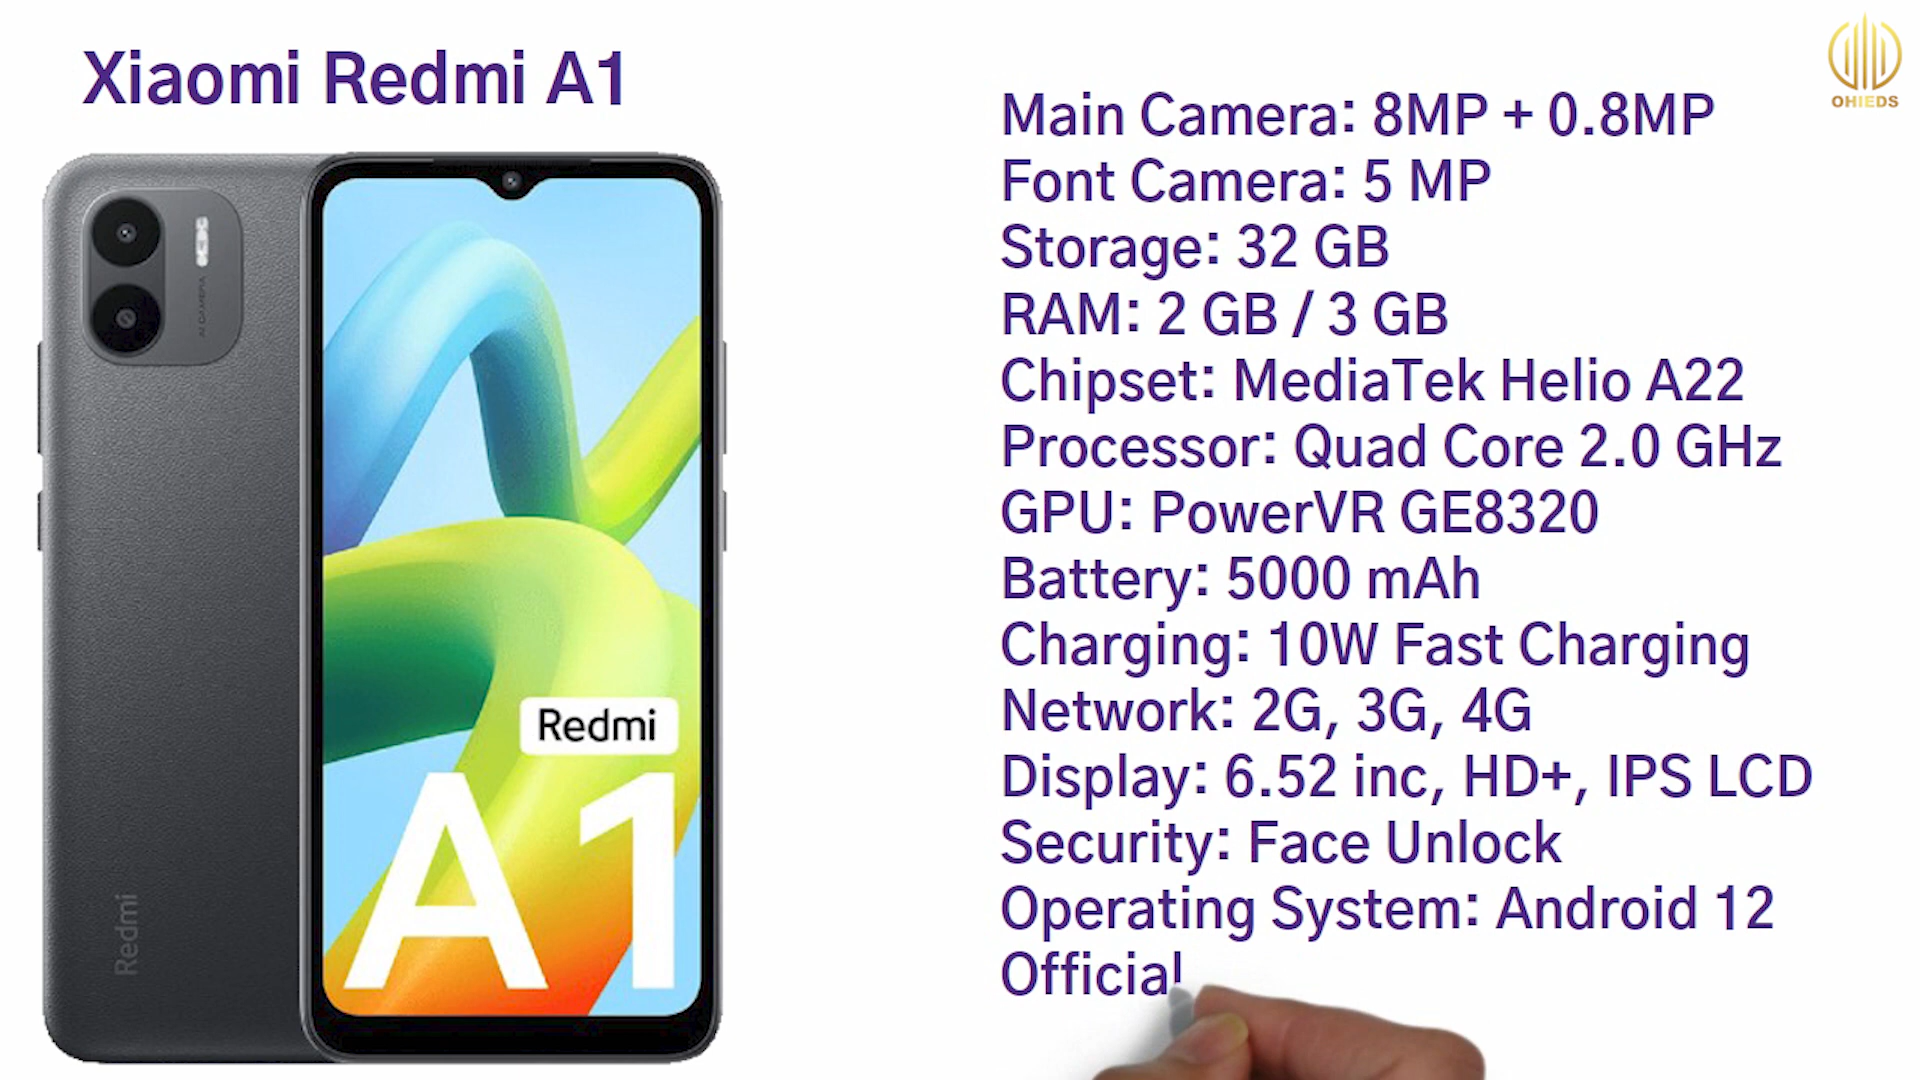 Xiaomi Redmi A1
OHIEDS
Main Camera: 8MP + 0.8MP
Font Camera: 5 MP
Storage: 32 GB
RAM: 2 GB / 3 GB
Chipset: MediaTek Helio A22
Processor: Quad Core 2.0 GHz
GPU: PowerVR GE8320
Battery: 5000 mAh
Charging: 10W Fast Charging
Network: 2G, 3G, 4G
Display: 6.52 inc, HD+, IPS LCD
Security: Face Unlock
Operating System: Android 12
Official
AI CAMERA
Redmi
Redmi
A1